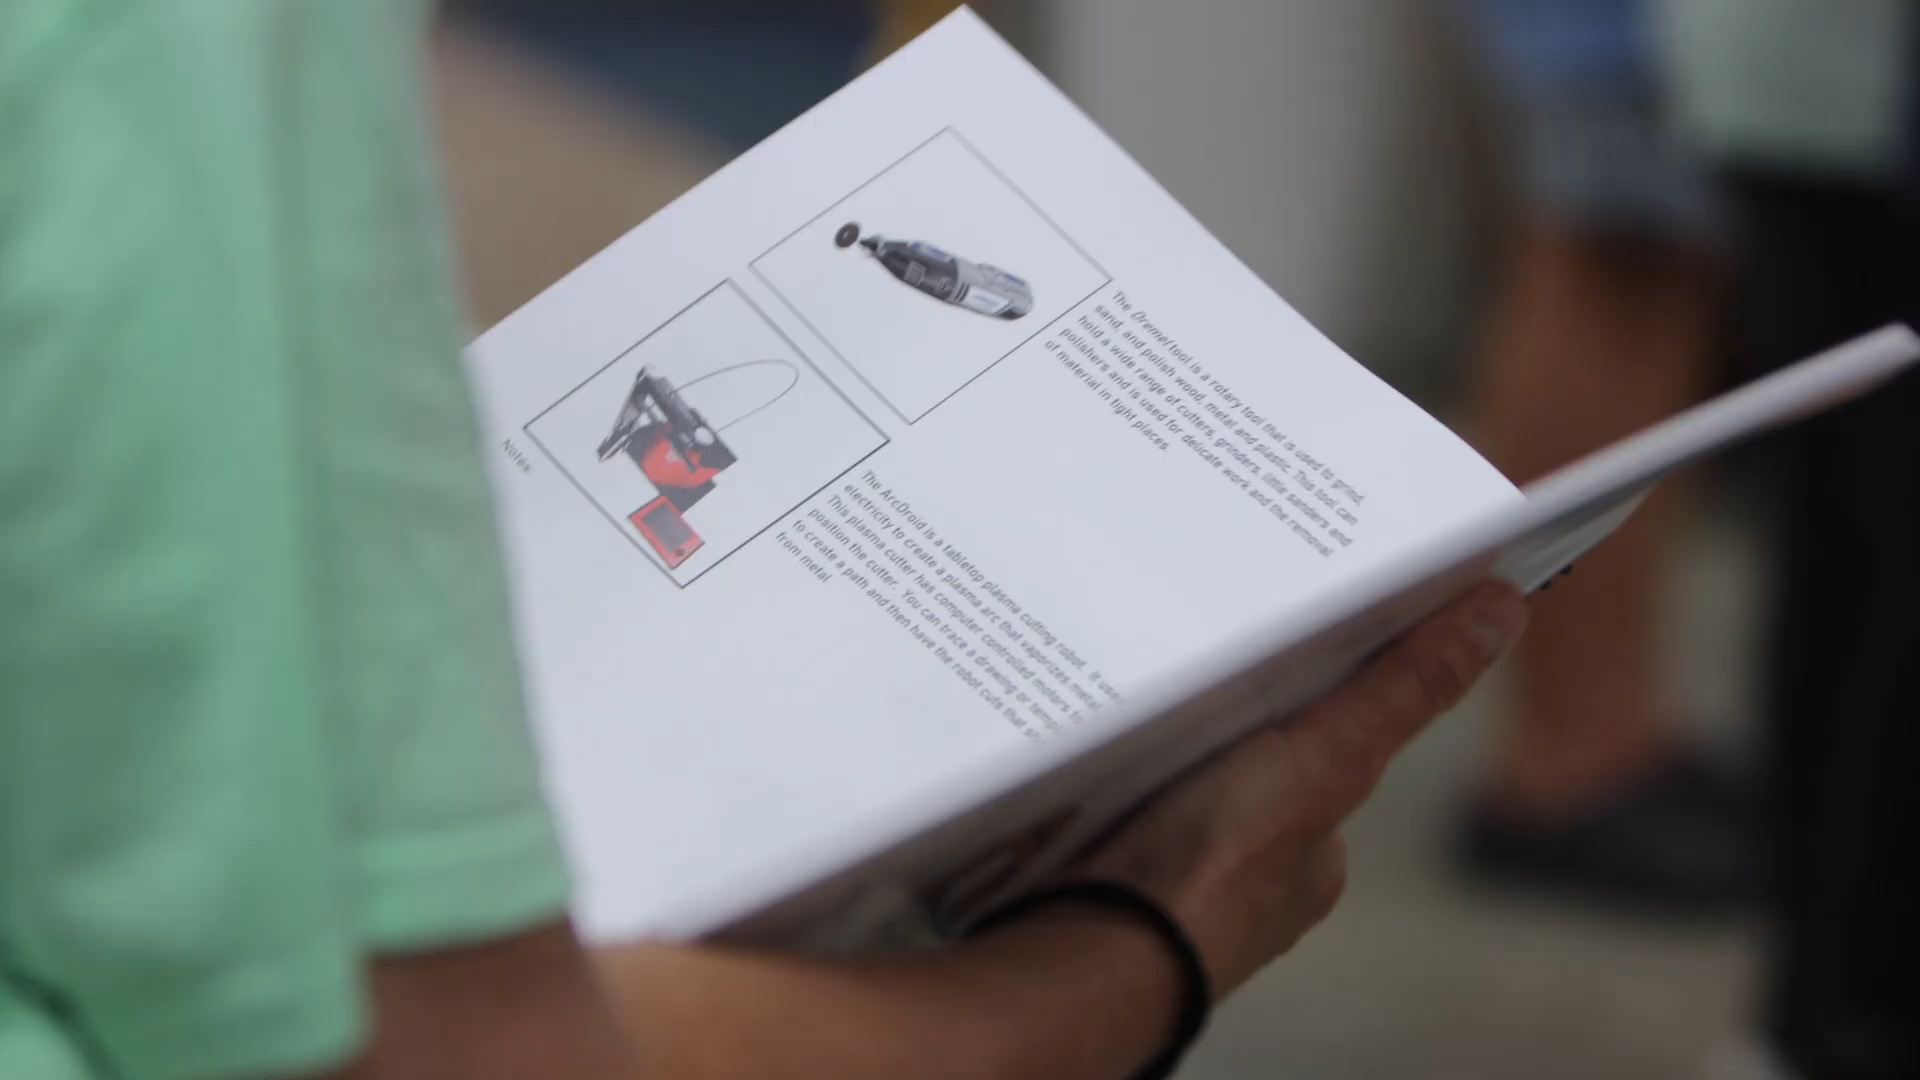 The Dremel tool is a rotary tool that is used to grind,
sand, and polish wood, metal and plastic. This tool can
hold a wide range of cutters, grinders, little sanders and
polishers and is used for delicate work and the removal
of material in tight places.
The ArcDroid is a tabletop plasma cutting robot. It uses
electricity to create a plasma arc that vaporizes metal.
This plasma cutter has computer controlled motors to
position the cutter. You can trace a drawing or
to create a path and then have the robot cuts that
from metal
Notes: